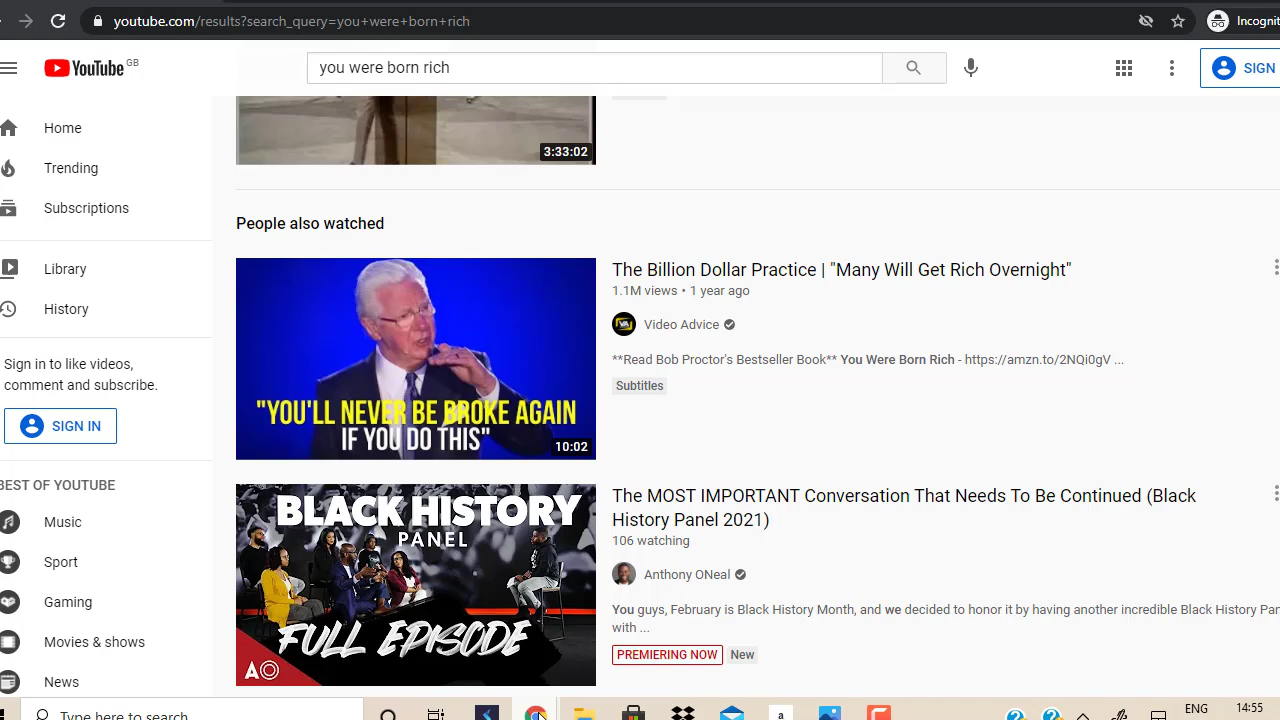 youtube.com/results?search_query=you+were+born+rich
Incognit
YouTube GB
you were born rich
SIGN
Home
Trending
Subscriptions
Library
History
Sign in to like videos,
comment and subscribe.
SIGN IN
BEST OF YOUTUBE
Music
Sport
Gaming
Movies & shows
News
3:33:02
People also watched
"YOU'LL NEVER BE BROKE AGAIN
IF YOU DO THIS"
10:02
The Billion Dollar Practice | "Many Will Get Rich Overnight"
1.1M views • 1 year ago
Video Advice
**Read Bob Proctor's Bestseller Book** You Were Born Rich - https://amzn.to/2NQi0gV ...
Subtitles
BLACK HISTORY
PANEL
FULL EPISODE
AO
The MOST IMPORTANT Conversation That Needs To Be Continued (Black
History Panel 2021)
106 watching
Anthony ONeal
You guys, February is Black History Month, and we decided to honor it by having another incredible Black History Pan
with ...
PREMIERING NOW New
Type here to search
a
ENG
14:55